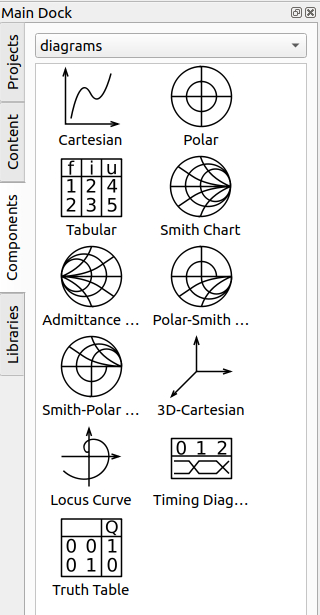 Main Dock
Projects
Content
Components
Libraries
diagrams
Cartesian
Polar
f i u
1 2 4
2 3 5
Tabular
Smith Chart
Admittance ...
Polar-Smith ...
Smith-Polar ...
3D-Cartesian
Locus Curve
0 1 2
Timing Diag...
Q
0 0 1
0 1 0
Truth Table